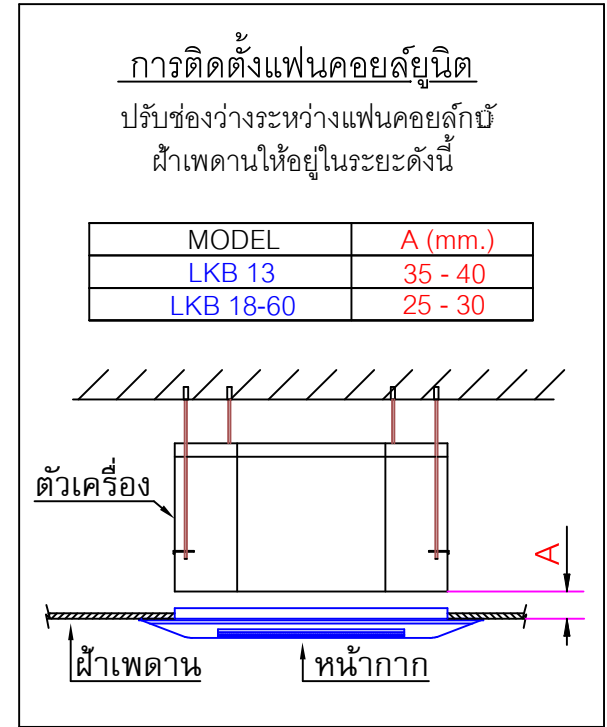 การติดตั้งแฟนคอยล์ยูนิต
ปรับช่องว่างระหว่างแฟนคอยล์กับ
ฝ้าเพดานให้อยู่ในระยะดังนี้
MODEL A (mm.)
LKB 13 35 - 40
LKB 18-60 25 - 30
ตัวเครื่อง
A
ฝ้าเพดาน หน้ากาก